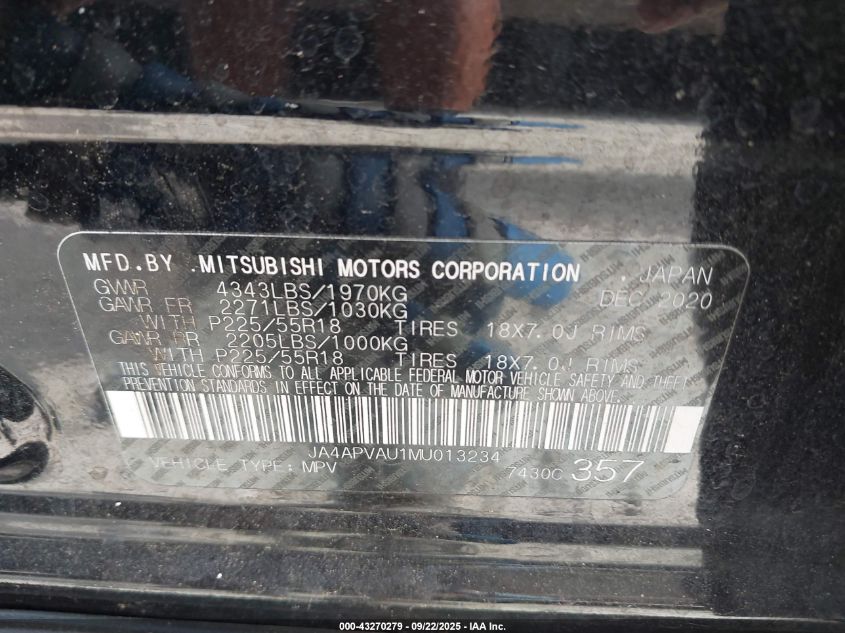 MFD.BY .MITSUBISHI MOTORS CORPORATION . JAPAN
GVWR 4343LBS/1970KG DEC 2020
GAWR FR 2271LBS/1030KG
WITH P225/55R18 TIRES 18X7.0J RIMS
GAWR RR 2205LBS/1000KG
WITH P225/55R18 TIRES 18X7.0J RIMS
THIS VEHICLE CONFORMS TO ALL APPLICABLE FEDERAL MOTOR VEHICLE SAFETY AND THEFT
PREVENTION STANDARDS IN EFFECT ON THE DATE OF MANUFACTURE SHOWN ABOVE.
JA4APVAU1MU013234
VEHICLE TYPE: MPV 7430C 357
000-43270279 - 09/22/2025 - IAA Inc.